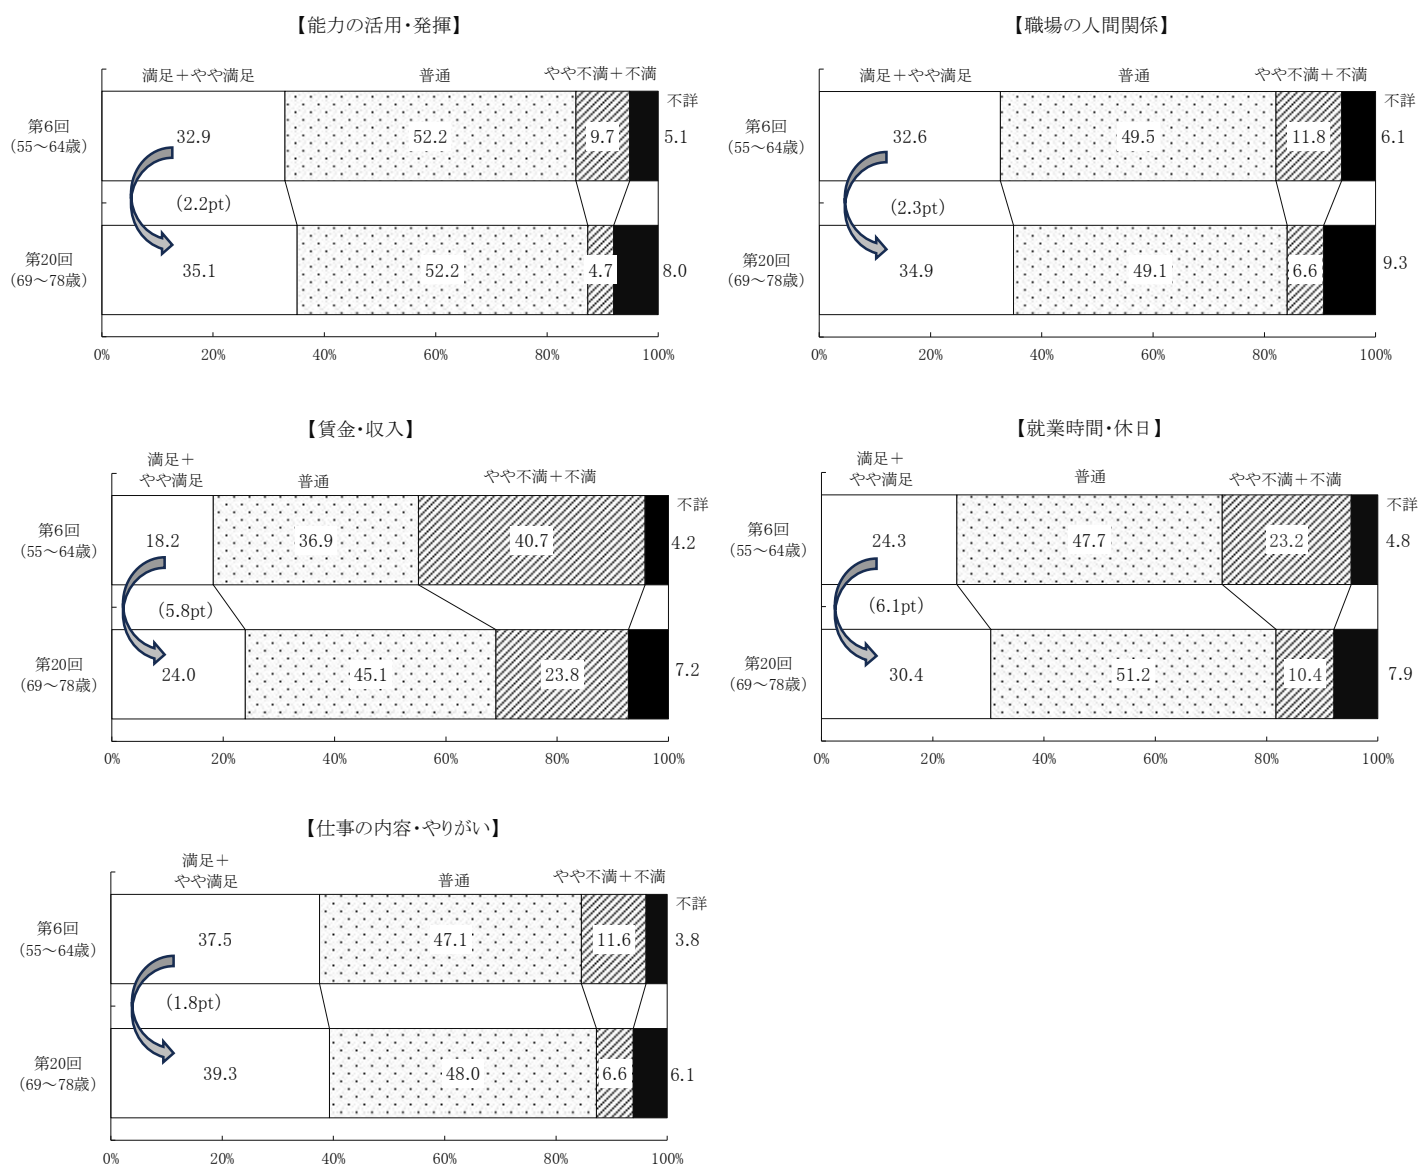 【能力の活用・発揮】
満足＋やや満足
普通
やや不満＋不満
不詳
第6回
（55～64歳）
32.9
52.2
9.7
5.1
（2.2pt）
第20回
（69～78歳）
35.1
52.2
4.7
8.0
0%
20%
40%
60%
80%
100%
【職場の人間関係】
満足＋やや満足
普通
やや不満＋不満
不詳
第6回
（55～64歳）
32.6
49.5
11.8
6.1
（2.3pt）
第20回
（69～78歳）
34.9
49.1
6.6
9.3
0%
20%
40%
60%
80%
100%
【賃金・収入】
満足＋
やや満足
普通
やや不満＋不満
不詳
第6回
（55～64歳）
18.2
36.9
40.7
4.2
（5.8pt）
第20回
（69～78歳）
24.0
45.1
23.8
7.2
0%
20%
40%
60%
80%
100%
【就業時間・休日】
満足＋
やや満足
普通
やや不満＋不満
不詳
第6回
（55～64歳）
24.3
47.7
23.2
4.8
（6.1pt）
第20回
（69～78歳）
30.4
51.2
10.4
7.9
0%
20%
40%
60%
80%
100%
【仕事の内容・やりがい】
満足＋
やや満足
普通
やや不満＋不満
不詳
第6回
（55～64歳）
37.5
47.1
11.6
3.8
（1.8pt）
第20回
（69～78歳）
39.3
48.0
6.6
6.1
0%
20%
40%
60%
80%
100%